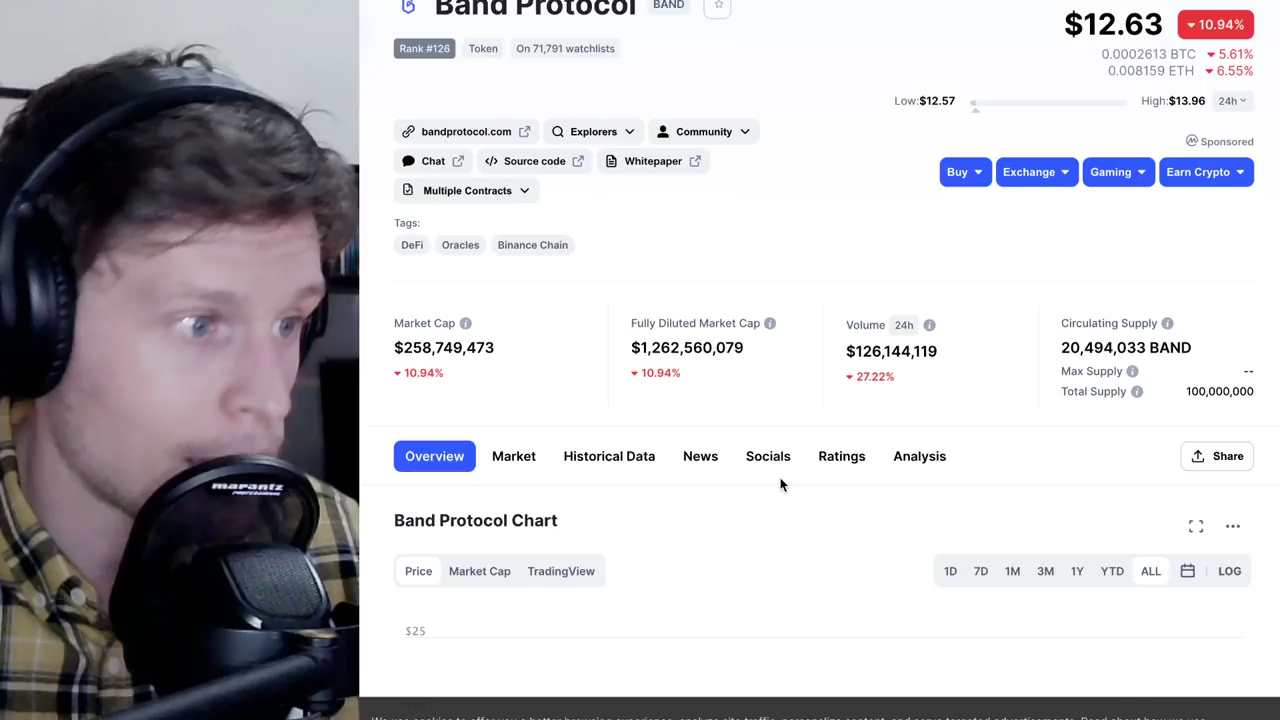 Band Protocol BAND
$12.63 10.94%
Rank #126 Token On 71,791 watchlists
0.0002613 BTC 5.61%
0.008159 ETH 6.55%
Low:$12.57 High:$13.96 24h
bandprotocol.com Explorers Community
Sponsored
Chat Source code Whitepaper
Buy Exchange Gaming Earn Crypto
Multiple Contracts
Tags:
DeFi Oracles Binance Chain
Market Cap Fully Diluted Market Cap Volume 24h Circulating Supply
$258,749,473 $1,262,560,079 $126,144,119 20,494,033 BAND
10.94% 10.94% 27.22% Max Supply --
Total Supply 100,000,000
Overview Market Historical Data News Socials Ratings Analysis Share
marantz
PROFESSIONAL
Band Protocol Chart
Price Market Cap TradingView 1D 7D 1M 3M 1Y YTD ALL LOG
$25